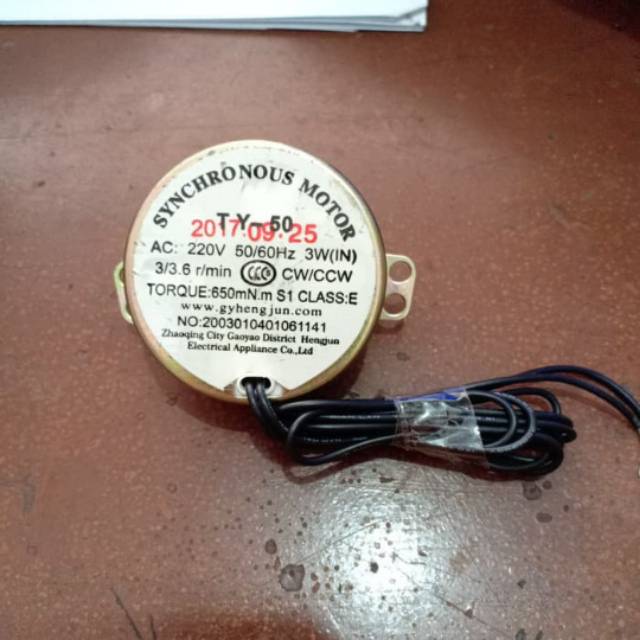 SYNCHRONOUS MOTOR
TY-50
2017.09.25
AC: 220V 50/60Hz 3W(IN)
3/3.6 r/min CCC CW/CCW
TORQUE:650mN.m S1 CLASS:E
www.gyhengjun.com
NO:2003010401061141
Zhaoqing City Gaoyao District Hengjun
Electrical Appliance Co.,Ltd